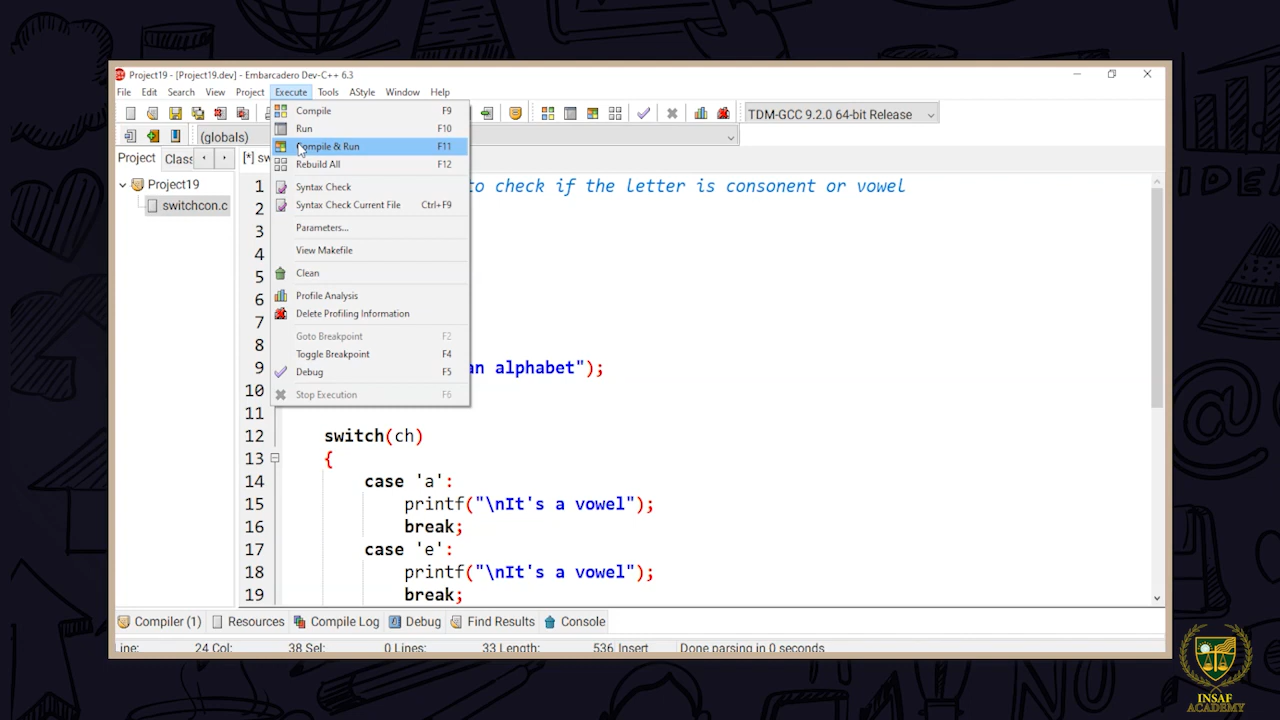 Project19 - [Project19.dev] - Embarcadero Dev-C++ 6.3
File Edit Search View Project Execute Tools AStyle Window Help
TDM-GCC 9.2.0 64-bit Release
(globals)
Project Class [*] sw
Project19
switchcon.c
Compile F9
Run F10
Compile & Run F11
Rebuild All F12
Syntax Check
Syntax Check Current File Ctrl+F9
Parameters...
View Makefile
Clean
Profile Analysis
Delete Profiling Information
Goto Breakpoint F2
Toggle Breakpoint F4
Debug F5
Stop Execution F6
1 to check if the letter is consonent or vowel
2
3
4
5
6
7
8
9 an alphabet");
10
11
12 switch(ch)
13 {
14 case 'a':
15 printf("\nIt's a vowel");
16 break;
17 case 'e':
18 printf("\nIt's a vowel");
19 break;
Compiler (1) Resources Compile Log Debug Find Results Console
Line: 24 Col: 38 Sel: 0 Lines: 33 Length: 536 Insert Done parsing in 0 seconds
IDEA
INSAF
ACADEMY